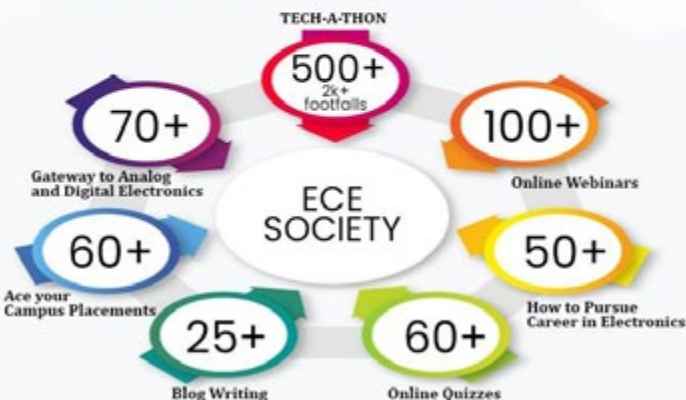 TECH-A-THON
500+
2k+
footfalls
70+
100+
Gateway to Analog
and Digital Electronics
Online Webinars
ECE
SOCIETY
60+
50+
Ace your
Campus Placements
How to Pursue
Career in Electronics
25+
60+
Blog Writing
Online Quizzes